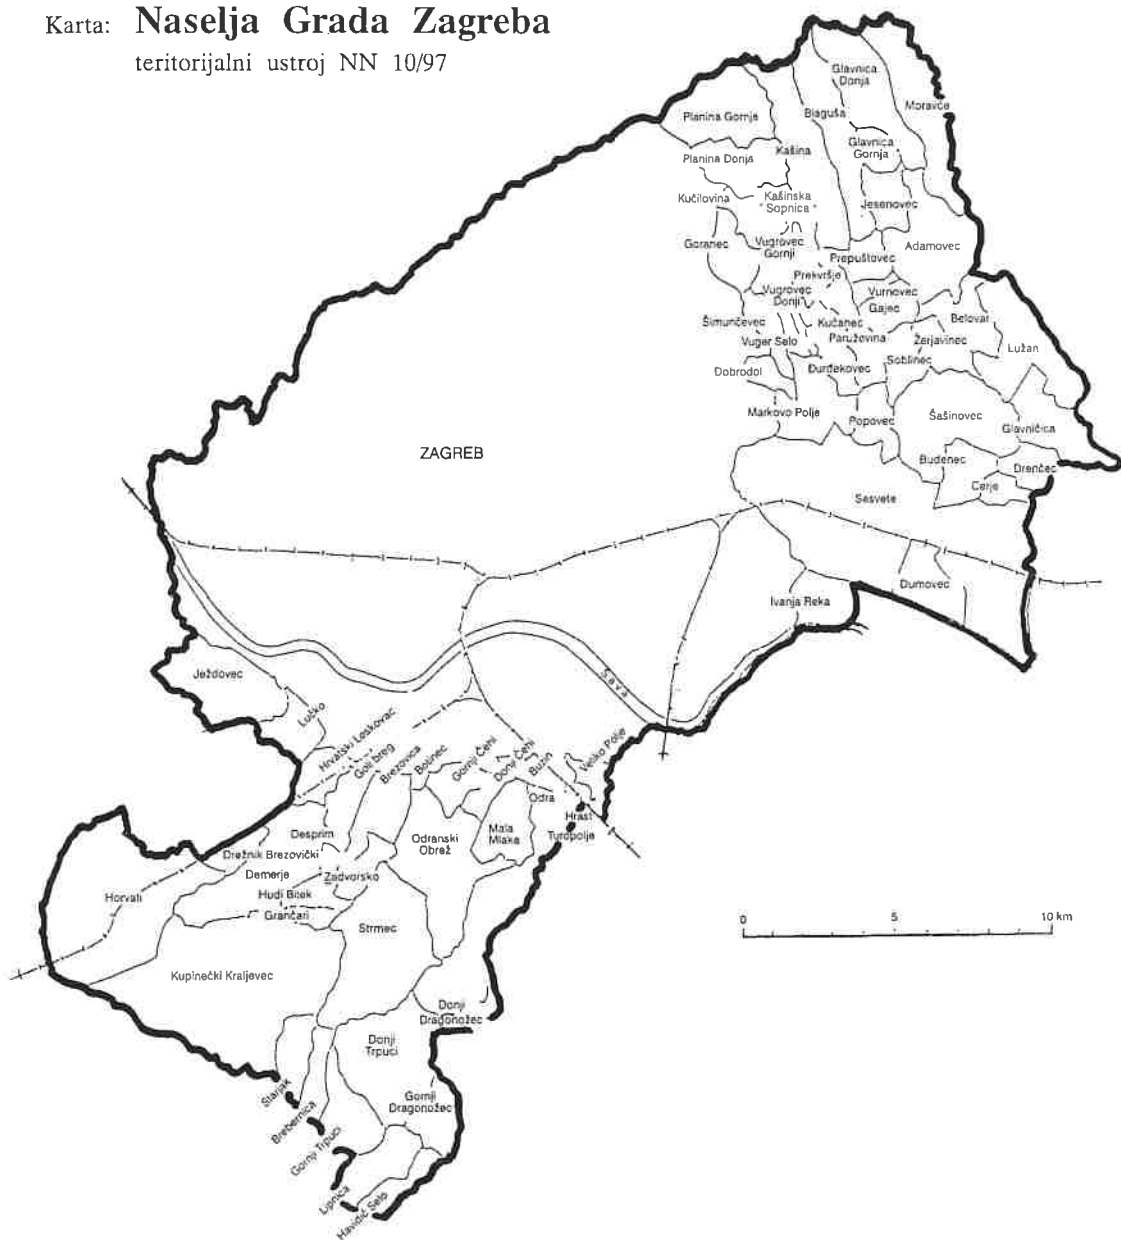 Karta: Naselja Grada Zagreba
teritorijalni ustroj NN 10/97
Glavnica
Donja
Moravče
Planina Gornja
Blaguša
Glavnica
Gornja
Planina Donja
Kašina
Kučilovina
Kašinska
Sopnica
Jesenovec
Goranec
Vugrovec
Gornji
Adamovec
Prepuštovec
Prekvršje
Vugrovec
Donji
Vurnovec
Gajec
Belovar
Šimunčevec
Kučanec
Paruževina
Žerjavinec
Lužan
Vuger Selo
Soblinec
Dobrodol
Đurđekovec
Markovo Polje
Popovec
Šašinovec
Glavničica
ZAGREB
Budenec
Drenčec
Cerje
Sesvete
Dumovec
Ivanja Reka
Sava
Ježdovec
Lučko
Hrvatski Leskovac
Goli breg
Brezovica
Botinec
Gornji Čehi
Donji Čehi
Buzin
Veliko Polje
Odra
Hrast
Turopolje
Mala
Mlaka
Odranski
Obrež
Desprim
Drežnik Brezovički
Demerje
Zadvorsko
Hudi Bitek
Horvati
Grančari
Strmec
Kupinečki Kraljevec
0 5 10 km
Donji
Dragonožec
Donji
Trpuci
Gornji
Dragonožec
Starjak
Brebernica
Gornji Trpuci
Lipnica
Havidić Selo